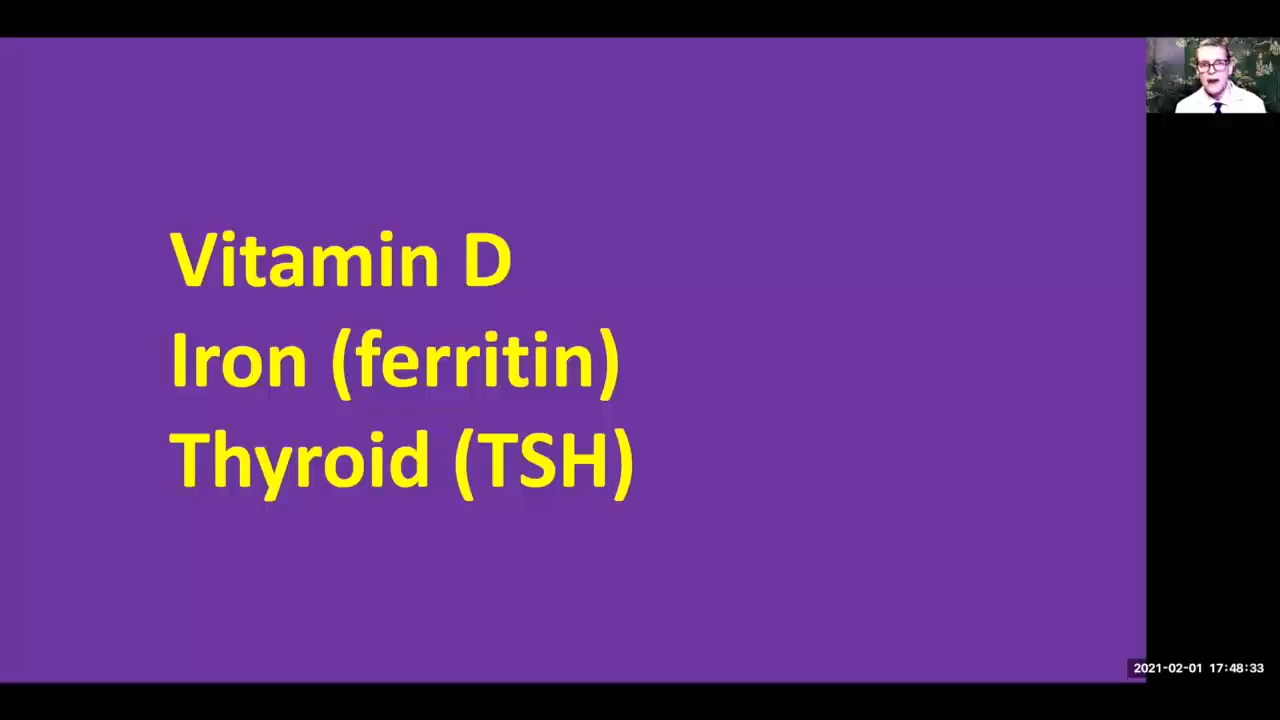 Vitamin D
Iron (ferritin)
Thyroid (TSH)
2021-02-01 17:48:33